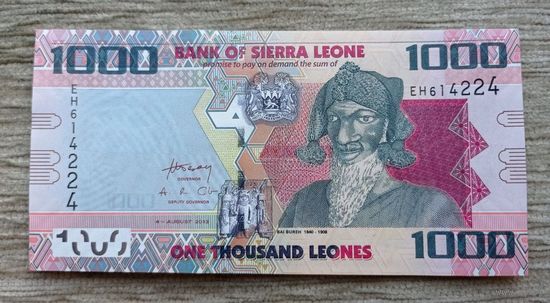 1000
BANK OF SIERRA LEONE
1000
promise to pay on demand the sum of
EH614224
EH614224
GOVERNOR
DEPUTY GOVERNOR
4TH AUGUST 2013
BAI BUREH 1840 - 1908
ONE THOUSAND LEONES
1000